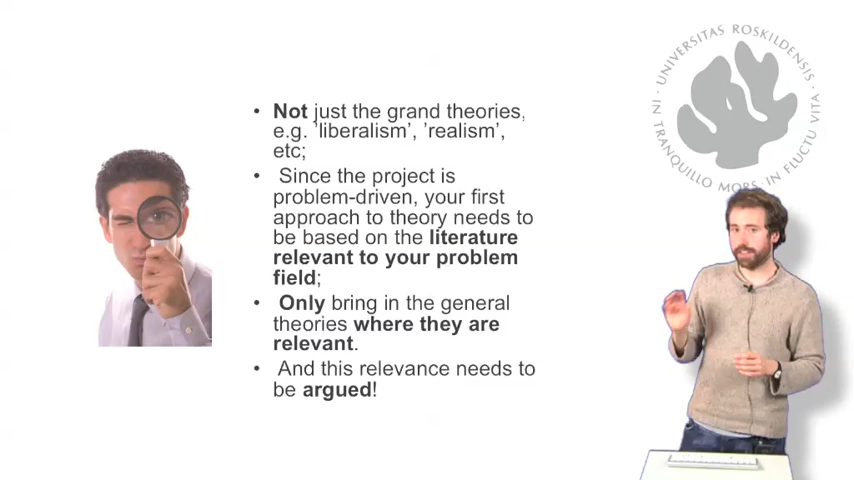 • Not just the grand theories,
e.g. ’liberalism’, ’realism’,
etc;
• Since the project is
problem-driven, your first
approach to theory needs to
be based on the literature
relevant to your problem
field;
• Only bring in the general
theories where they are
relevant.
• And this relevance needs to
be argued!
· UNIVERSITAS ROSKILDENSIS · IN TRANQUILLO MORS · IN FLUCTU VITA